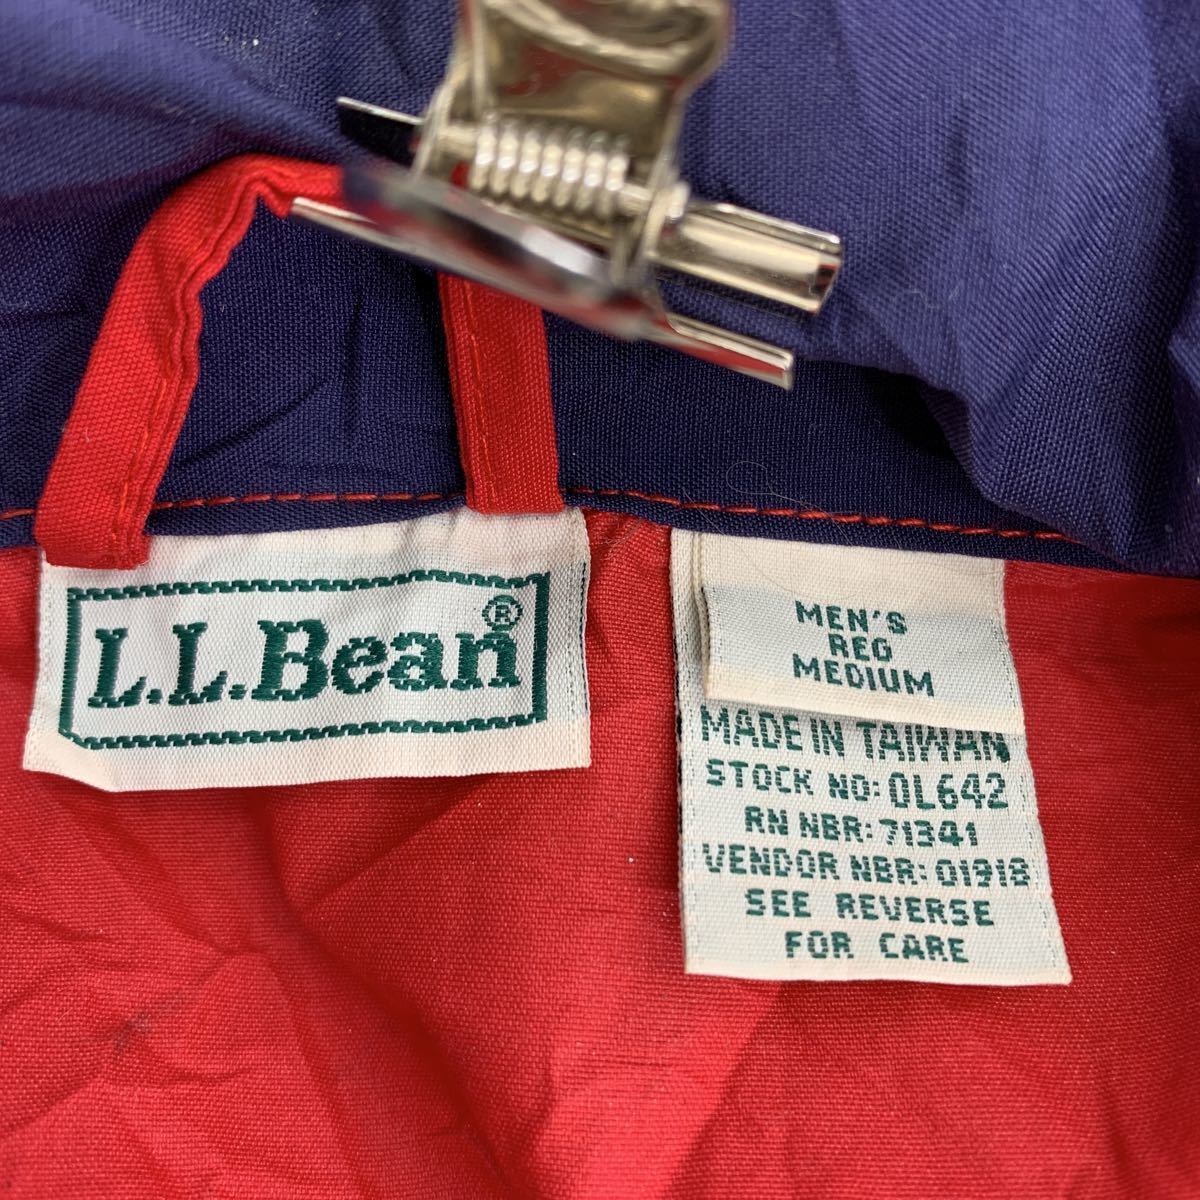 L.L.Bean®
MEN'S
REG
MEDIUM
MADE IN TAIWAN
STOCK NO: OL642
RN NBR: 71341
VENDOR NBR: 01918
SEE REVERSE
FOR CARE